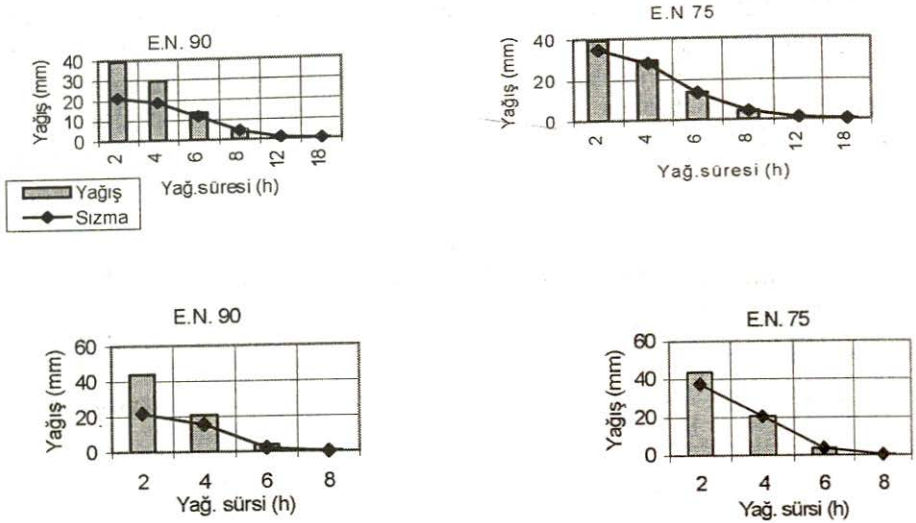 E.N. 90
Yağış (mm)
40
30
20
10
0
2 4 6 8 12 18
Yağ.süresi (h)
Yağış
Sızma
E.N 75
Yağış (mm)
40
20
0
2 4 6 8 12 18
Yağ.süresi (h)
E.N. 90
Yağış (mm)
60
40
20
0
2 4 6 8
Yağ. sürsi (h)
E.N. 75
Yağış (mm)
60
40
20
0
2 4 6 8
Yağ. sürsi (h)